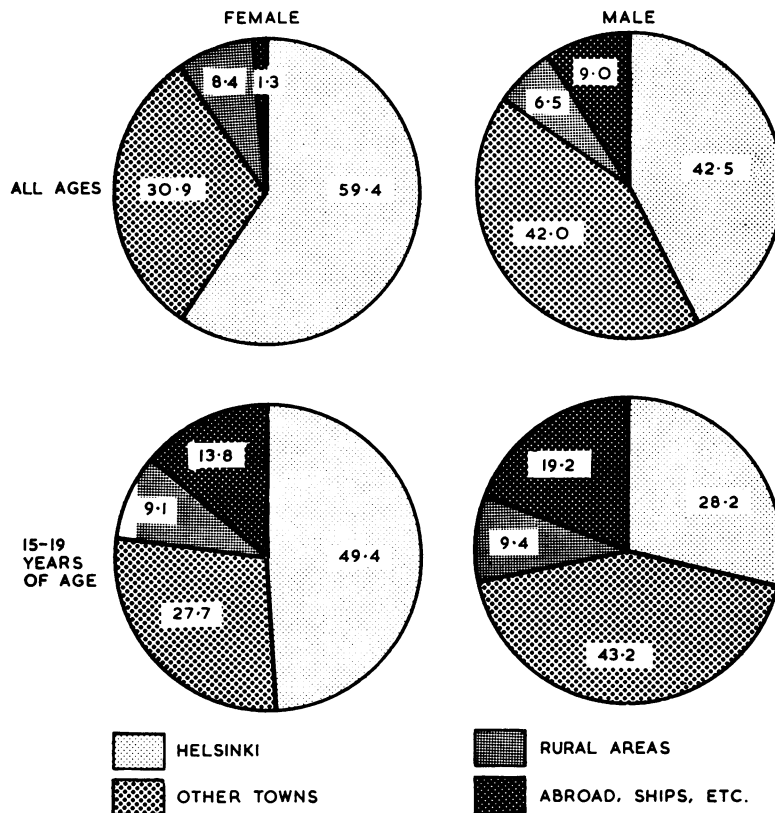 FEMALE
MALE
8·4
1·3
9·0
6·5
ALL AGES
30·9
59·4
42·5
42·0
13·8
19·2
9·1
28·2
15-19
YEARS
OF AGE
49·4
9·4
27·7
43·2
HELSINKI
RURAL AREAS
OTHER TOWNS
ABROAD, SHIPS, ETC.